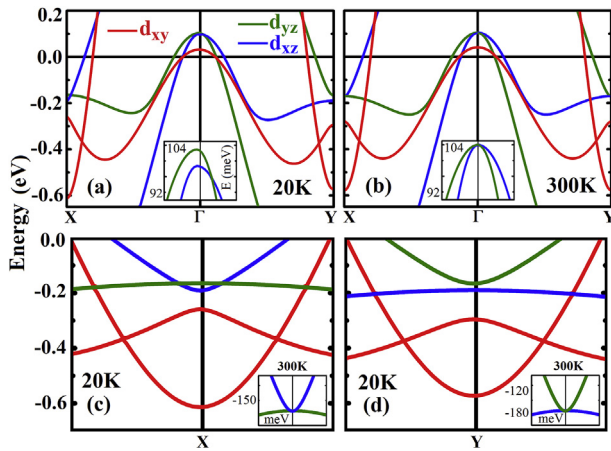 0.2
0.0
-0.2
-0.4
-0.6
d_xy
d_yz
d_xz
104
92
E (meV)
(a)
20K
X
Γ
Y
104
92
(b)
300K
X
Γ
Y
Energy (eV)
0.0
-0.2
-0.4
-0.6
20K
(c)
300K
-150
meV
X
20K
(d)
300K
-120
-180
meV
Y